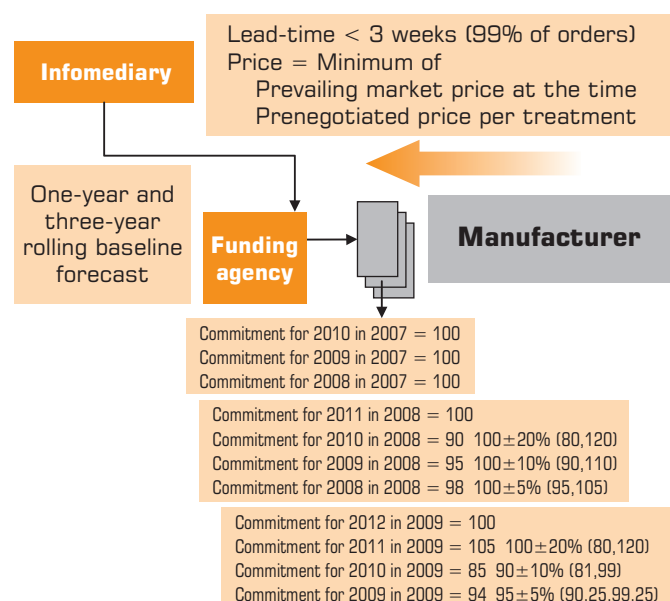 Infomediary
Lead-time < 3 weeks (99% of orders)
Price = Minimum of
Prevailing market price at the time
Prenegotiated price per treatment
One-year and
three-year
rolling baseline
forecast
Funding
agency
Manufacturer
Commitment for 2010 in 2007 = 100
Commitment for 2009 in 2007 = 100
Commitment for 2008 in 2007 = 100
Commitment for 2011 in 2008 = 100
Commitment for 2010 in 2008 = 90 100±20% (80,120)
Commitment for 2009 in 2008 = 95 100±10% (90,110)
Commitment for 2008 in 2008 = 98 100±5% (95,105)
Commitment for 2012 in 2009 = 100
Commitment for 2011 in 2009 = 105 100±20% (80,120)
Commitment for 2010 in 2009 = 85 90±10% (81,99)
Commitment for 2009 in 2009 = 94 95±5% (90.25,99.25)